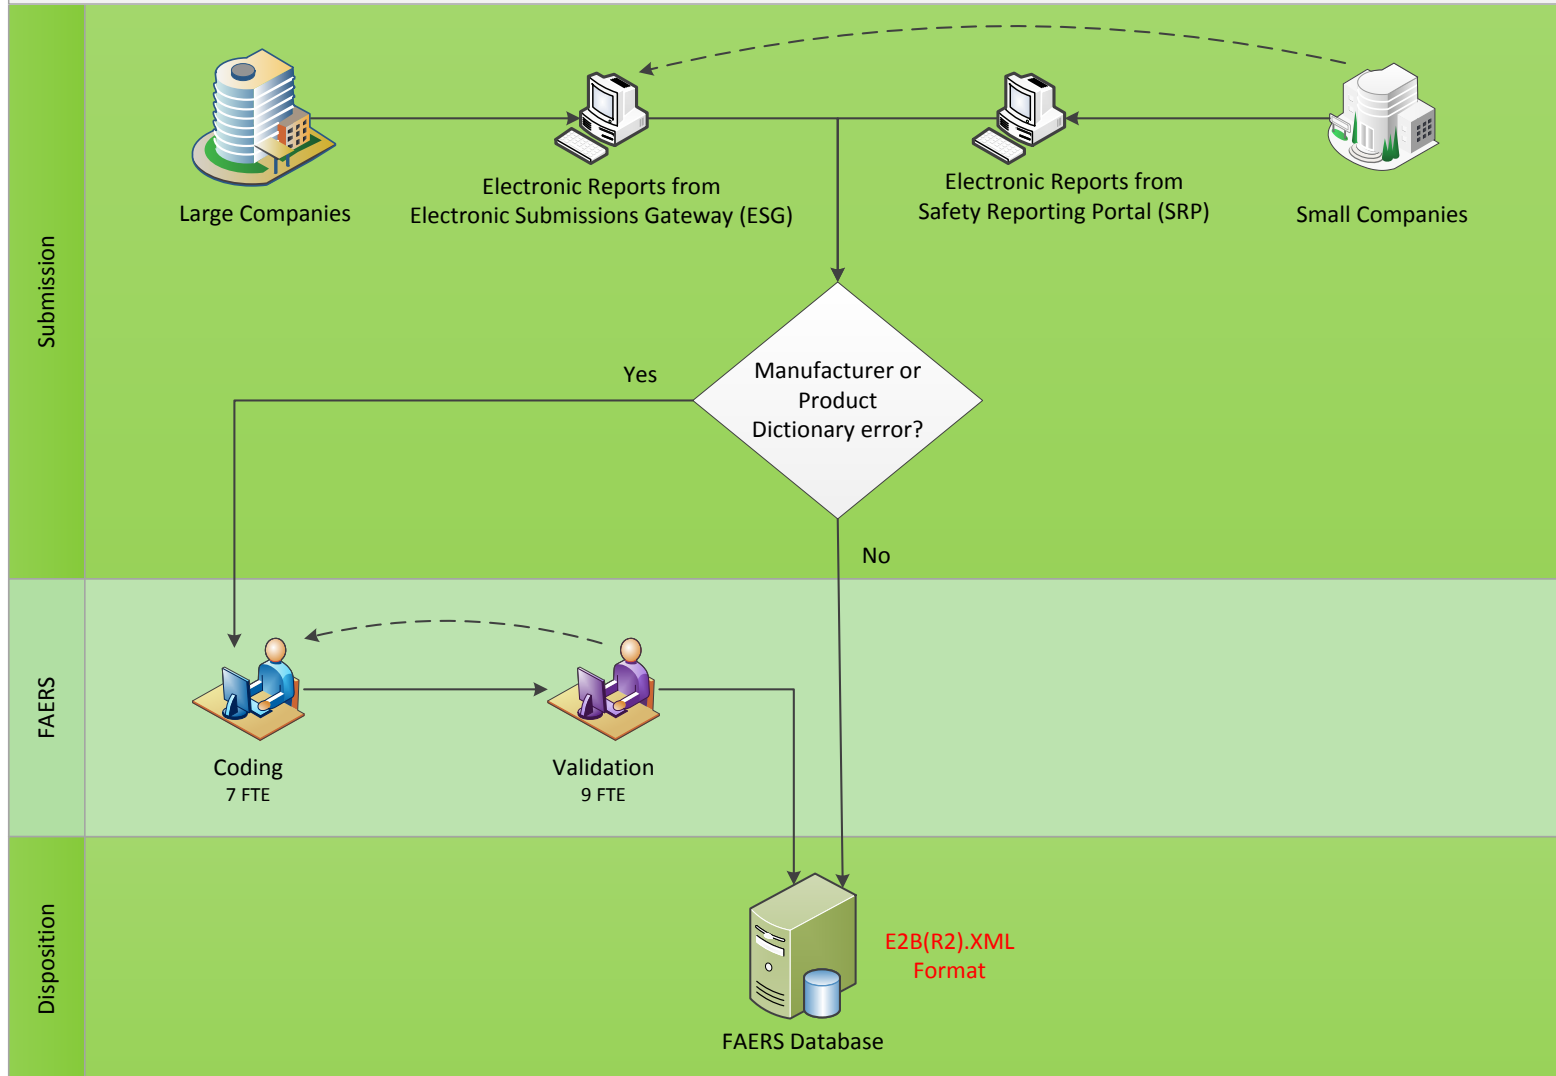 Submission
Large Companies
Electronic Reports from
Electronic Submissions Gateway (ESG)
Electronic Reports from
Safety Reporting Portal (SRP)
Small Companies
Manufacturer or
Product
Dictionary error?
Yes
No
FAERS
Coding
7 FTE
Validation
9 FTE
Disposition
E2B(R2).XML
Format
FAERS Database